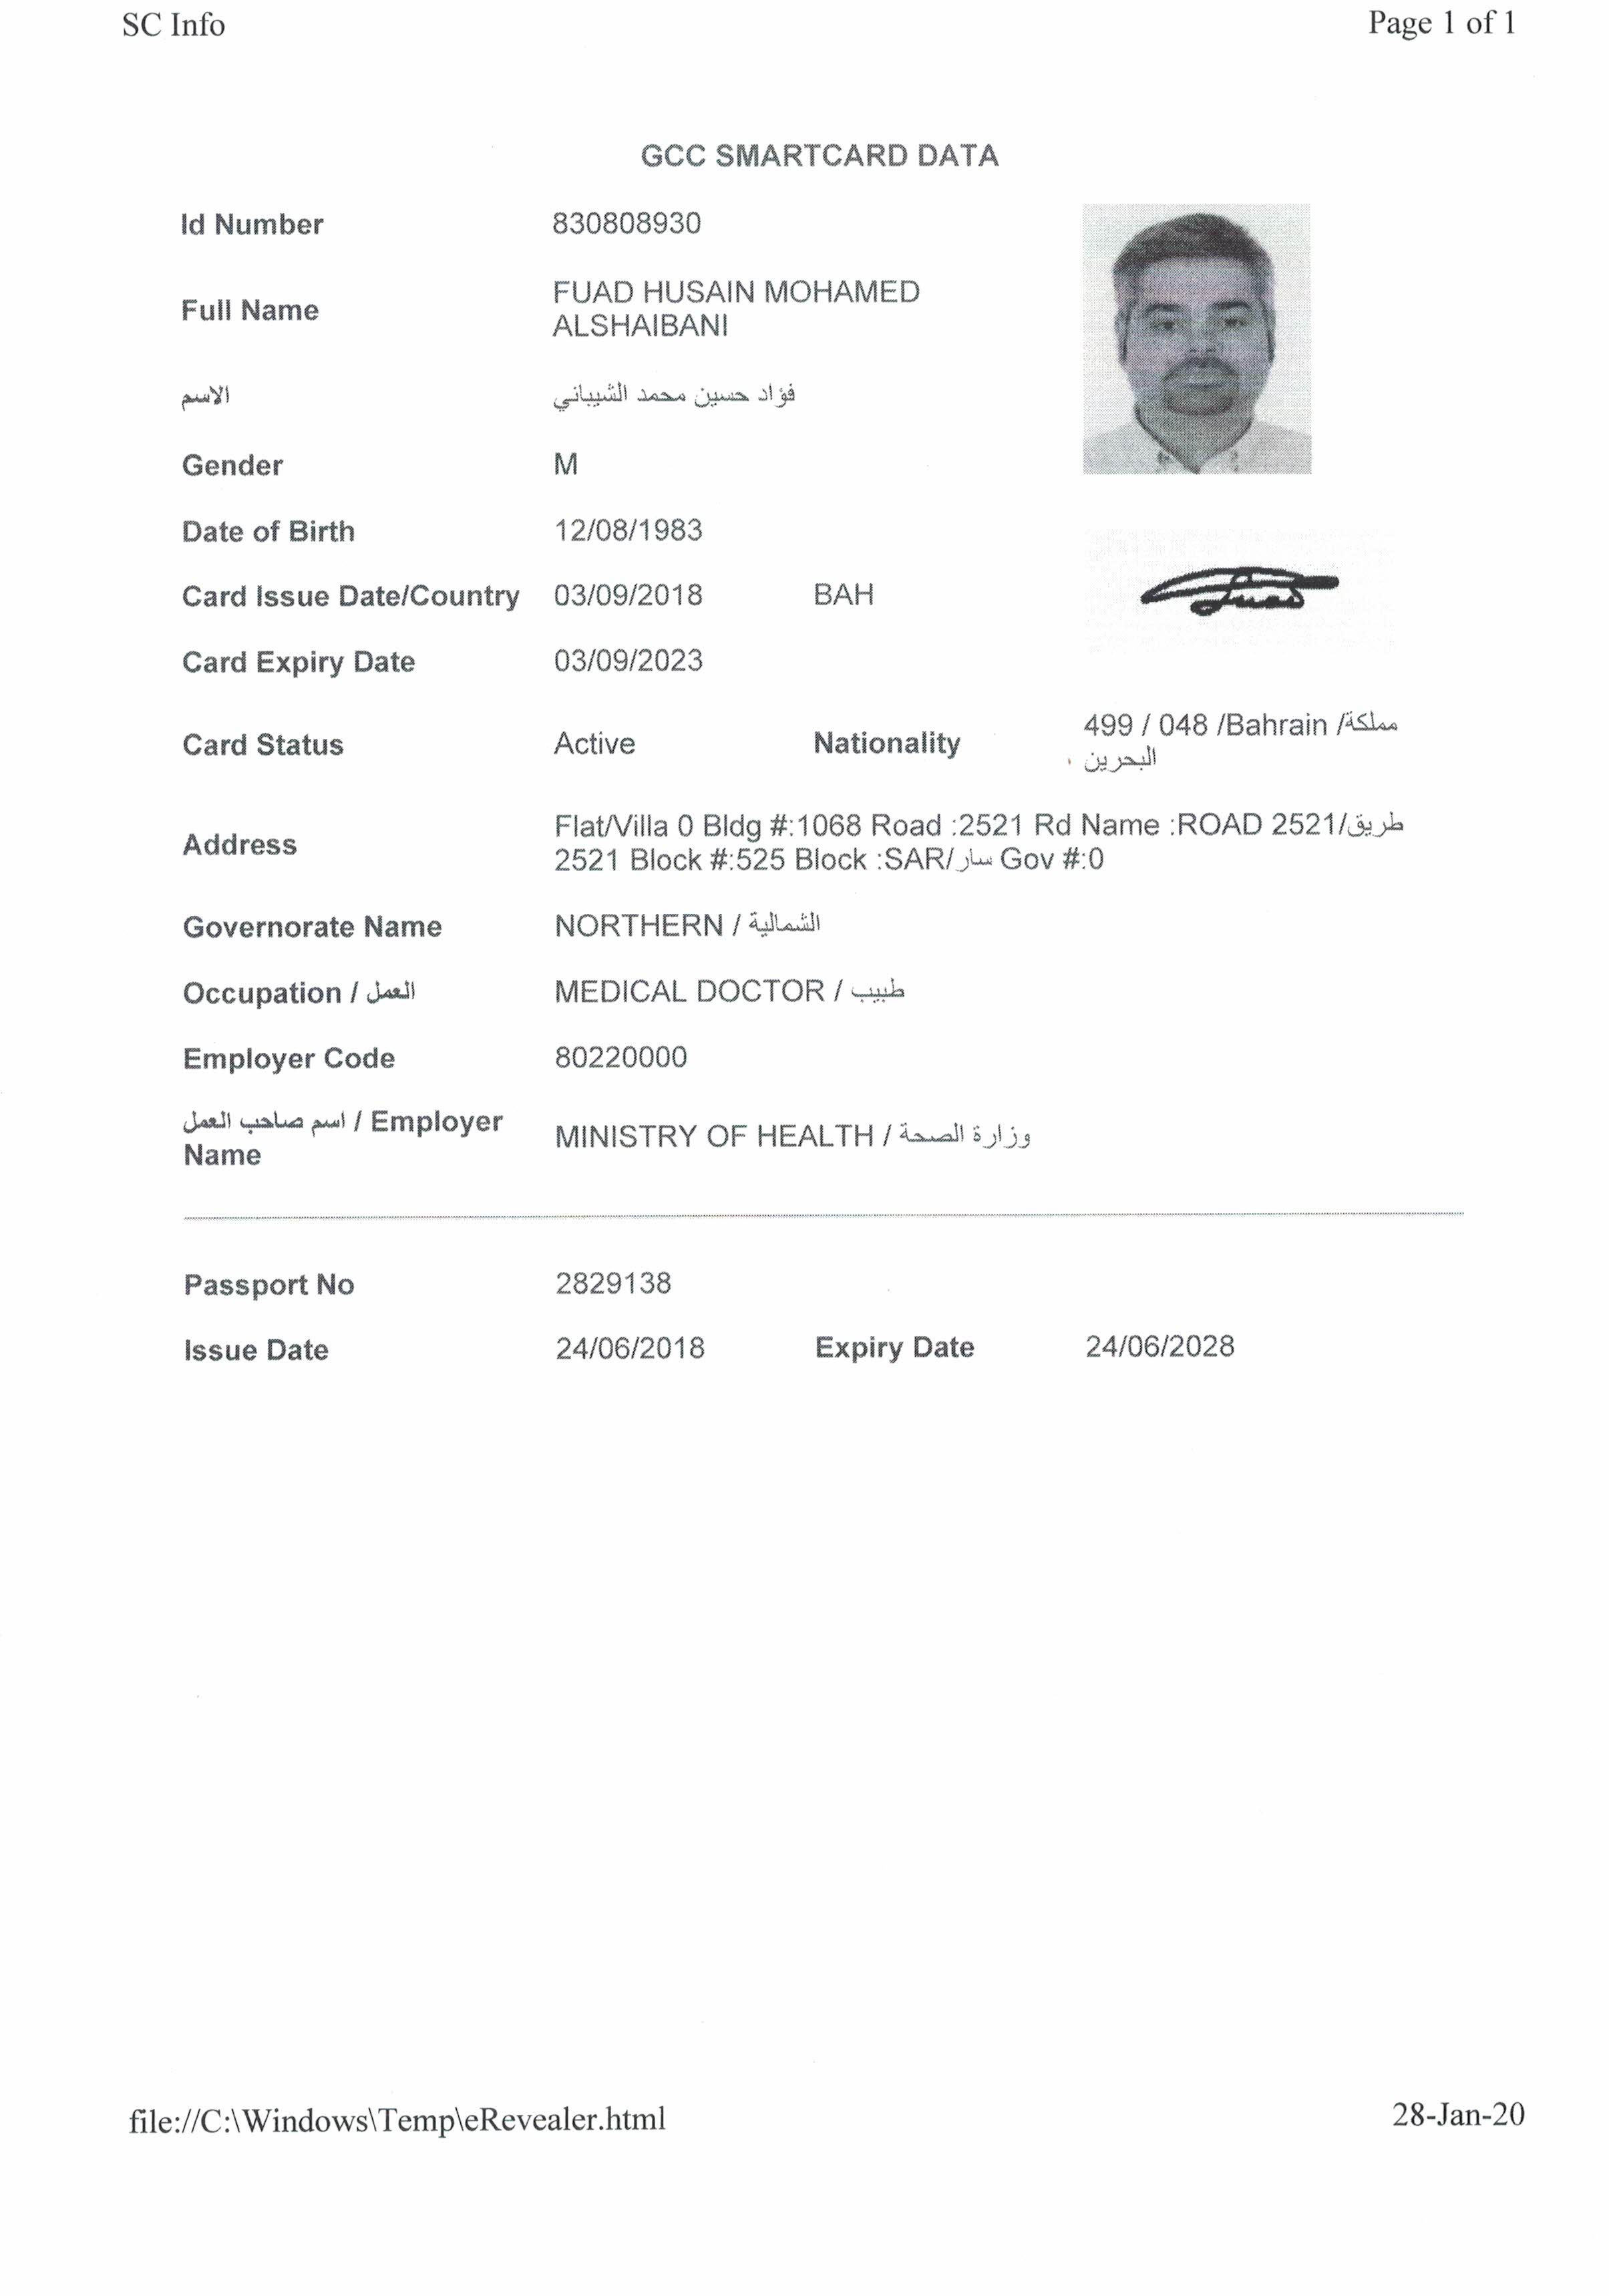 SC Info Page 1 of 1
GCC SMARTCARD DATA
Id Number 830808930
Full Name FUAD HUSAIN MOHAMED
ALSHAIBANI
الاسم فؤاد حسين محمد الشيباني
Gender M
Date of Birth 12/08/1983
Card Issue Date/Country 03/09/2018 BAH
Fuad
Card Expiry Date 03/09/2023
Card Status Active Nationality 499 / 048 /Bahrain /مملكة
البحرين
Address Flat/Villa 0 Bldg #:1068 Road :2521 Rd Name :ROAD 2521/طريق
2521 Block #:525 Block :SAR/سار Gov #:0
Governorate Name NORTHERN / الشمالية
Occupation / العمل MEDICAL DOCTOR / طبيب
Employer Code 80220000
اسم صاحب العمل / Employer
Name MINISTRY OF HEALTH / وزارة الصحة
Passport No 2829138
Issue Date 24/06/2018 Expiry Date 24/06/2028
file://C:\Windows\Temp\eRevealer.html 28-Jan-20